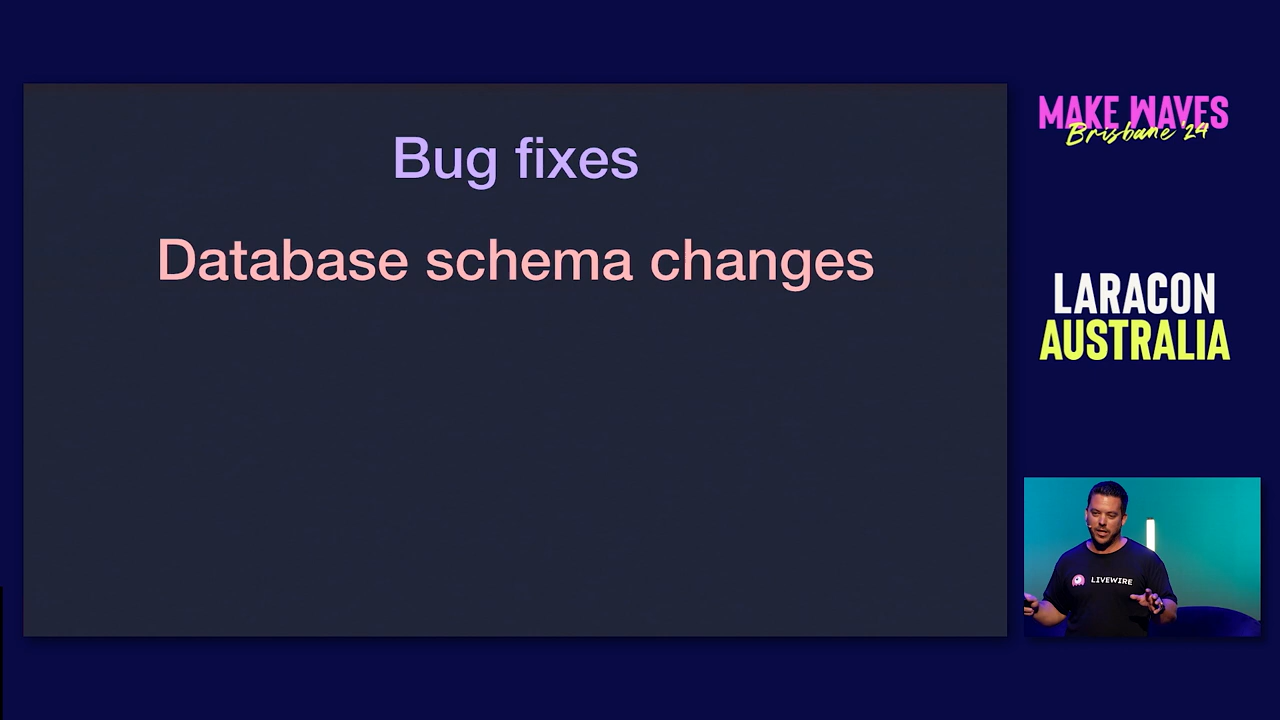 Bug fixes
Database schema changes
MAKE WAVES
Brisbane '24
LARACON
AUSTRALIA
LIVEWIRE